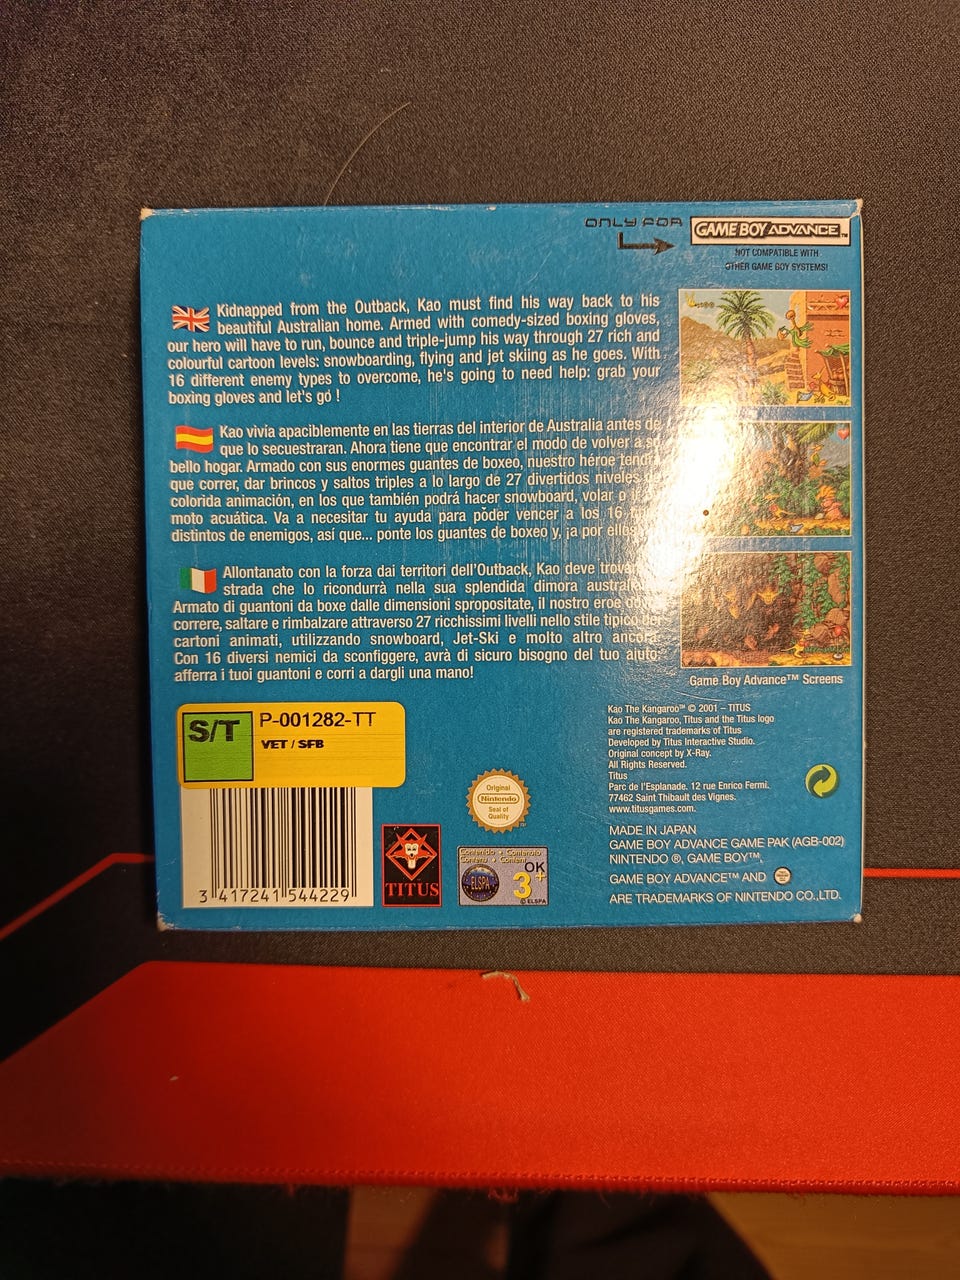 ONLY FOR
GAME BOY ADVANCE™
NOT COMPATIBLE WITH
OTHER GAME BOY SYSTEMS!
Kidnapped from the Outback, Kao must find his way back to his
beautiful Australian home. Armed with comedy-sized boxing gloves,
our hero will have to run, bounce and triple-jump his way through 27 rich and
colourful cartoon levels: snowboarding, flying and jet skiing as he goes. With
16 different enemy types to overcome, he's going to need help: grab your
boxing gloves and let's go !
Kao vivia apaciblemente en las tierras del interior de Australia antes de
que lo secuestraran. Ahora tiene que encontrar el modo de volver a su
bello hogar. Armado con sus enormes guantes de boxeo, nuestro héroe tendrá
que correr, dar brincos y saltos triples a lo largo de 27 divertidos niveles de
colorida animación, en los que también podrá hacer snowboard, volar o
moto acuática. Va a necesitar tu ayuda para poder vencer a los 16
distintos de enemigos, así que... ponte los guantes de boxeo y, ¡a por ellos
Allontanato con la forza dai territori dell'Outback, Kao deve trovar
strada che lo ricondurrà nella sua splendida dimora
Armato di guantoni da boxe dalle dimensioni spropositate, il nostro eroe
correre, saltare e rimbalzare attraverso 27 ricchissimi livelli nello stile tipico dei
cartoni animati, utilizzando snowboard, Jet-Ski e molto altro ancora.
Con 16 diversi nemici da sconfiggere, avrà di sicuro bisogno del tuo aiuto:
afferra i tuoi guantoni e corri a dargli una mano!
Game Boy Advance™ Screens
S/T
P-001282-TT
VET / SFB
3 417241 544229
TITUS
Original
Nintendo
Seal of
Quality
Contenido • Conteúdo
Contenu • Content
ELSPA
OK
3+
© ELSPA
Kao The Kangaroo™ © 2001 – TITUS
Kao The Kangaroo, Titus and the Titus logo
are registered trademarks of Titus
Developed by Titus Interactive Studio.
Original concept by X-Ray.
All Rights Reserved.
Titus
Parc de l'Esplanade. 12 rue Enrico Fermi.
77462 Saint Thibault des Vignes.
www.titusgames.com.
MADE IN JAPAN
GAME BOY ADVANCE GAME PAK (AGB-002)
NINTENDO ®, GAME BOY™,
GAME BOY ADVANCE™ AND
ARE TRADEMARKS OF NINTENDO CO.,LTD.